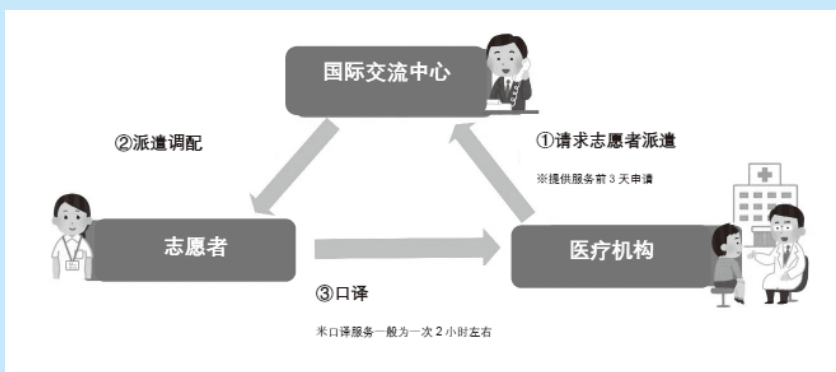 国际交流中心
②派遣调配
①请求志愿者派遣
※提供服务前3天申请
志愿者
医疗机构
③口译
米口译服务一般为一次2小时左右